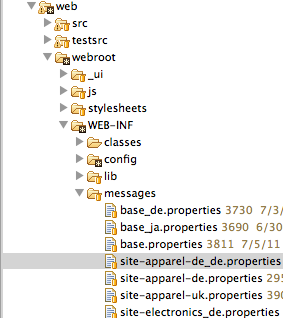 web
src
testsrc
webroot
_ui
js
stylesheets
WEB-INF
classes
config
lib
messages
base_de.properties 3730 7/3/
base_ja.properties 3690 6/30
base.properties 3811 7/5/11
site-apparel-de_de.properties
site-apparel-de.properties 295
site-apparel-uk.properties 390
site-electronics_de.properties